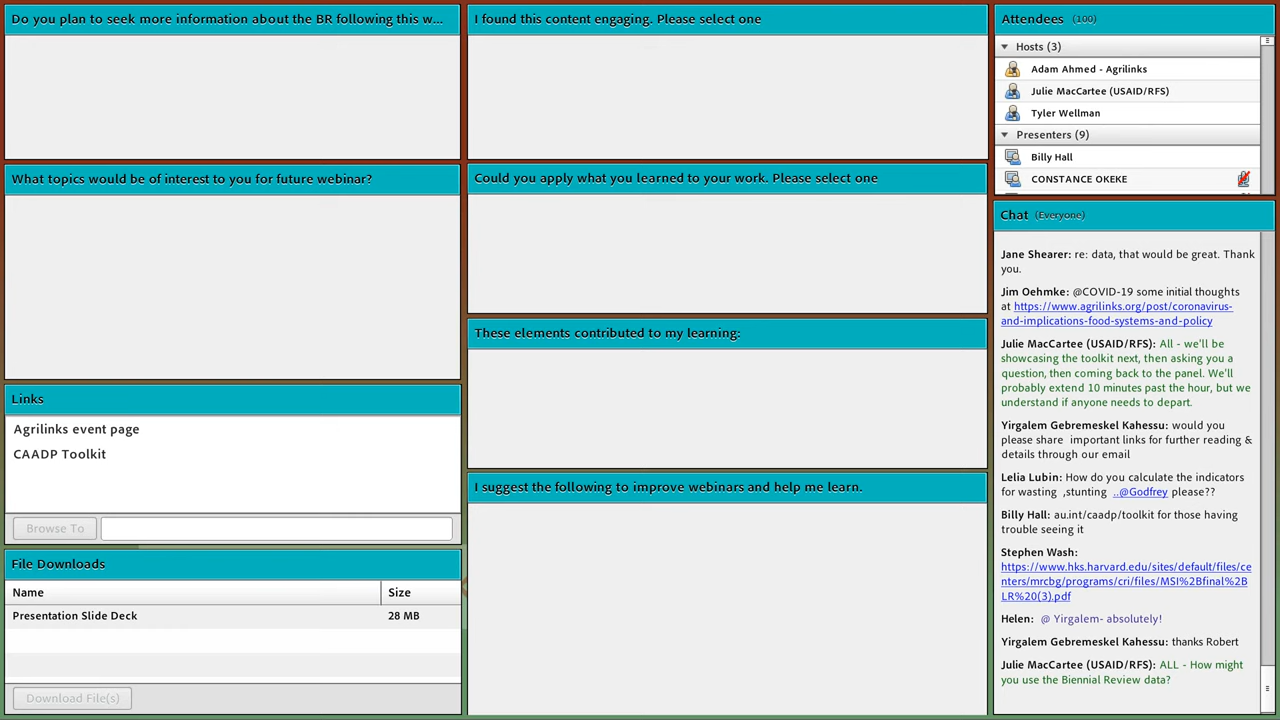 Do you plan to seek more information about the BR following this w...
What topics would be of interest to you for future webinar?
Links
Agrilinks event page
CAADP Toolkit
Browse To
File Downloads
Name Size
Presentation Slide Deck 28 MB
Download File(s)
I found this content engaging. Please select one
Could you apply what you learned to your work. Please select one
These elements contributed to my learning:
I suggest the following to improve webinars and help me learn.
Attendees (100)
Hosts (3)
Adam Ahmed - Agrilinks
Julie MacCartee (USAID/RFS)
Tyler Wellman
Presenters (9)
Billy Hall
CONSTANCE OKEKE
Chat (Everyone)
Jane Shearer: re: data, that would be great. Thank
you.
Jim Oehmke: @COVID-19 some initial thoughts
at https://www.agrilinks.org/post/coronavirus-
and-implications-food-systems-and-policy
Julie MacCartee (USAID/RFS): All - we'll be
showcasing the toolkit next, then asking you a
question, then coming back to the panel. We'll
probably extend 10 minutes past the hour, but we
understand if anyone needs to depart.
Yirgalem Gebremeskel Kahessu: would you
please share important links for further reading &
details through our email
Lelia Lubin: How do you calculate the indicators
for wasting ,stunting ..@Godfrey please??
Billy Hall: au.int/caadp/toolkit for those having
trouble seeing it
Stephen Wash:
https://www.hks.harvard.edu/sites/default/files/ce
nters/mrcbg/programs/cri/files/MSI%2Bfinal%2B
LR%20(3).pdf
Helen: @ Yirgalem- absolutely!
Yirgalem Gebremeskel Kahessu: thanks Robert
Julie MacCartee (USAID/RFS): ALL - How might
you use the Biennial Review data?